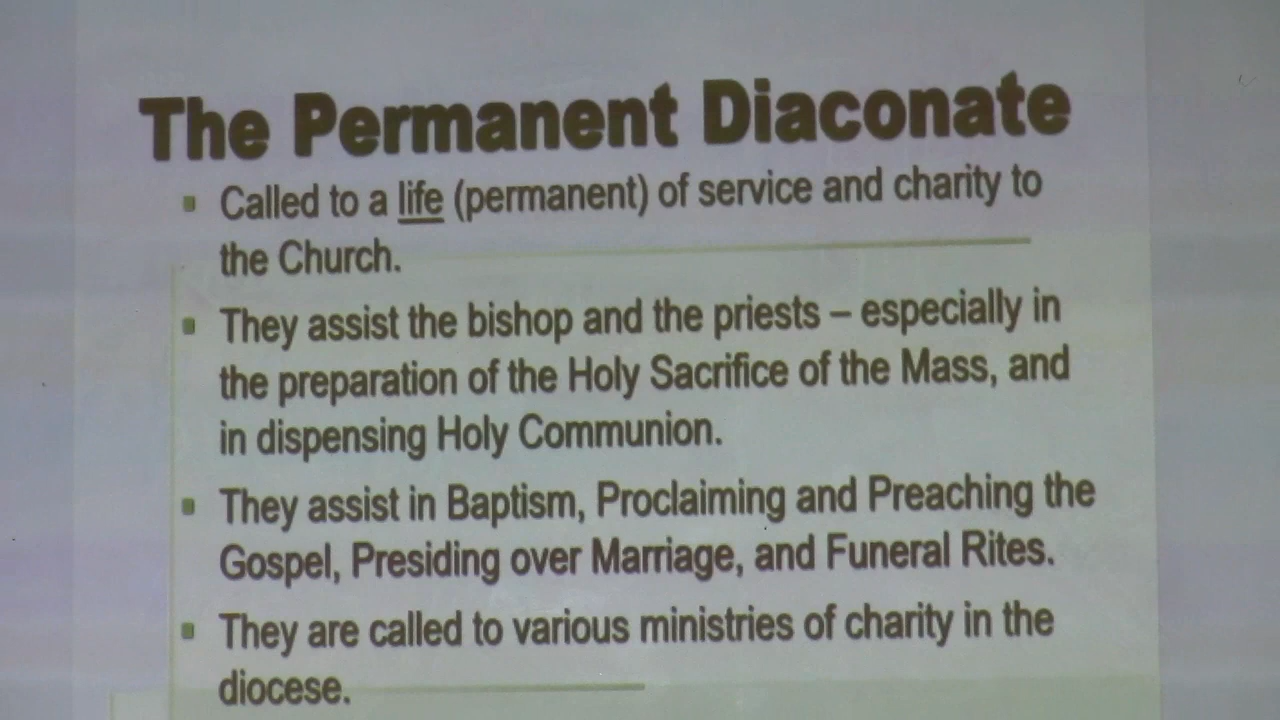 The Permanent Diaconate
▪ Called to a life (permanent) of service and charity to
the Church.
▪ They assist the bishop and the priests – especially in
the preparation of the Holy Sacrifice of the Mass, and
in dispensing Holy Communion.
▪ They assist in Baptism, Proclaiming and Preaching the
Gospel, Presiding over Marriage, and Funeral Rites.
▪ They are called to various ministries of charity in the
diocese.